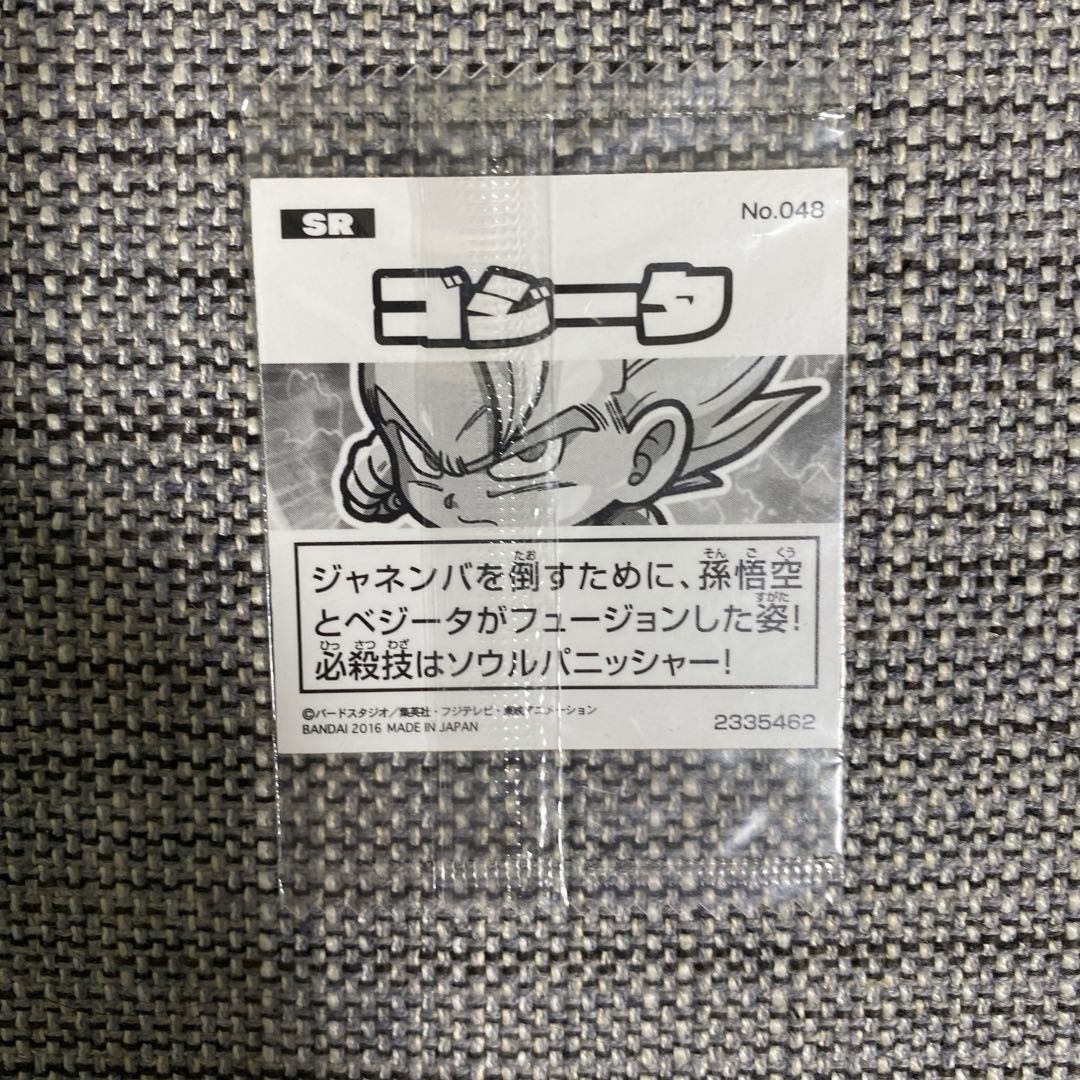 SR
No.048
ゴジータ
ジャネンバを倒すために、孫悟空
とベジータがフュージョンした姿!
必殺技はソウルパニッシャー!
©バードスタジオ/集英社・フジテレビ・東映アニメーション
BANDAI 2016 MADE IN JAPAN
2335462